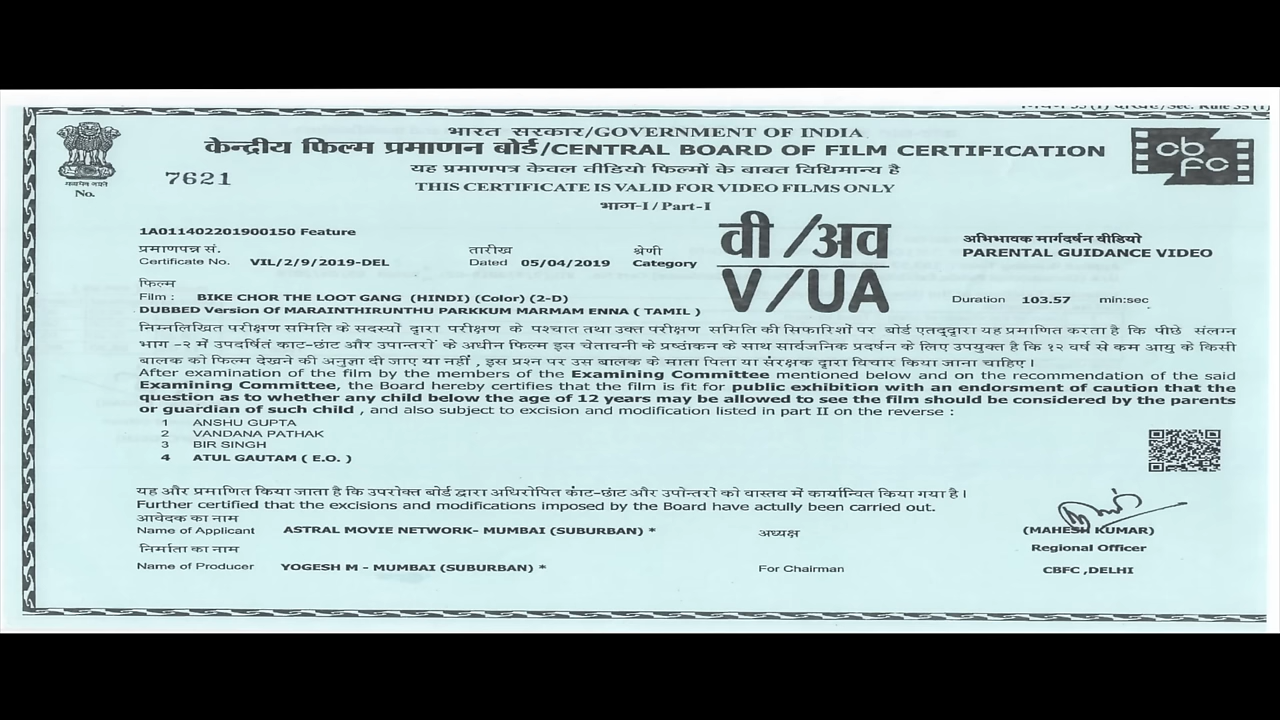 भारत सरकार/GOVERNMENT OF INDIA
केन्द्रीय फिल्म प्रमाणन बोर्ड/CENTRAL BOARD OF FILM CERTIFICATION
cbfc
यह प्रमाणपत्र केवल वीडियो फिल्मों के बाबत विधिमान्य है
7621
THIS CERTIFICATE IS VALID FOR VIDEO FILMS ONLY
No.
भाग-I / Part-I
1A011402201900150 Feature
वी/अव
प्रमाणपत्र सं. तारीख श्रेणी अभिभावक मार्गदर्शन वीडियो
Certificate No. VIL/2/9/2019-DEL Dated 05/04/2019 Category PARENTAL GUIDANCE VIDEO
V/UA
फिल्म
Film : BIKE CHOR THE LOOT GANG (HINDI) (Color) (2-D) Duration 103.57 min:sec
DUBBED Version Of MARAINTHIRUNTHU PARKKUM MARMAM ENNA ( TAMIL )
निम्नलिखित परीक्षण समिति के सदस्यों द्वारा परीक्षण के पश्चात तथा उक्त परीक्षण समिति की सिफारिशों पर बोर्ड एतद्द्वारा यह प्रमाणित करता है कि पीछे संलग्न
भाग -२ में उपदर्षित काट-छांट और उपान्तरों के अधीन फिल्म इस चेतावनी के प्रष्ठांकन के साथ सार्वजनिक प्रदर्षन के लिए उपयुक्त है कि १२ वर्ष से कम आयु के किसी
बालक को फिल्म देखने की अनुज्ञा दी जाए या नहीं , इस प्रश्न पर उस बालक के माता पिता या संरक्षक द्वारा विचार किया जाना चाहिए ।
After examination of the film by the members of the Examining Committee mentioned below and on the recommendation of the said
Examining Committee, the Board hereby certifies that the film is fit for public exhibition with an endorsment of caution that the
question as to whether any child below the age of 12 years may be allowed to see the film should be considered by the parents
or guardian of such child , and also subject to excision and modification listed in part II on the reverse :
1 ANSHU GUPTA
2 VANDANA PATHAK
3 BIR SINGH
4 ATUL GAUTAM ( E.O. )
यह और प्रमाणित किया जाता है कि उपरोक्त बोर्ड द्वारा अधिरोपित काट-छांट और उपोन्तरो को वास्तव में कार्यान्वित किया गया है ।
Further certified that the excisions and modifications imposed by the Board have actully been carried out.
आवेदक का नाम
Name of Applicant ASTRAL MOVIE NETWORK- MUMBAI (SUBURBAN) * अध्यक्ष (MAHESH KUMAR)
निर्माता का नाम Regional Officer
Name of Producer YOGESH M - MUMBAI (SUBURBAN) * For Chairman CBFC ,DELHI